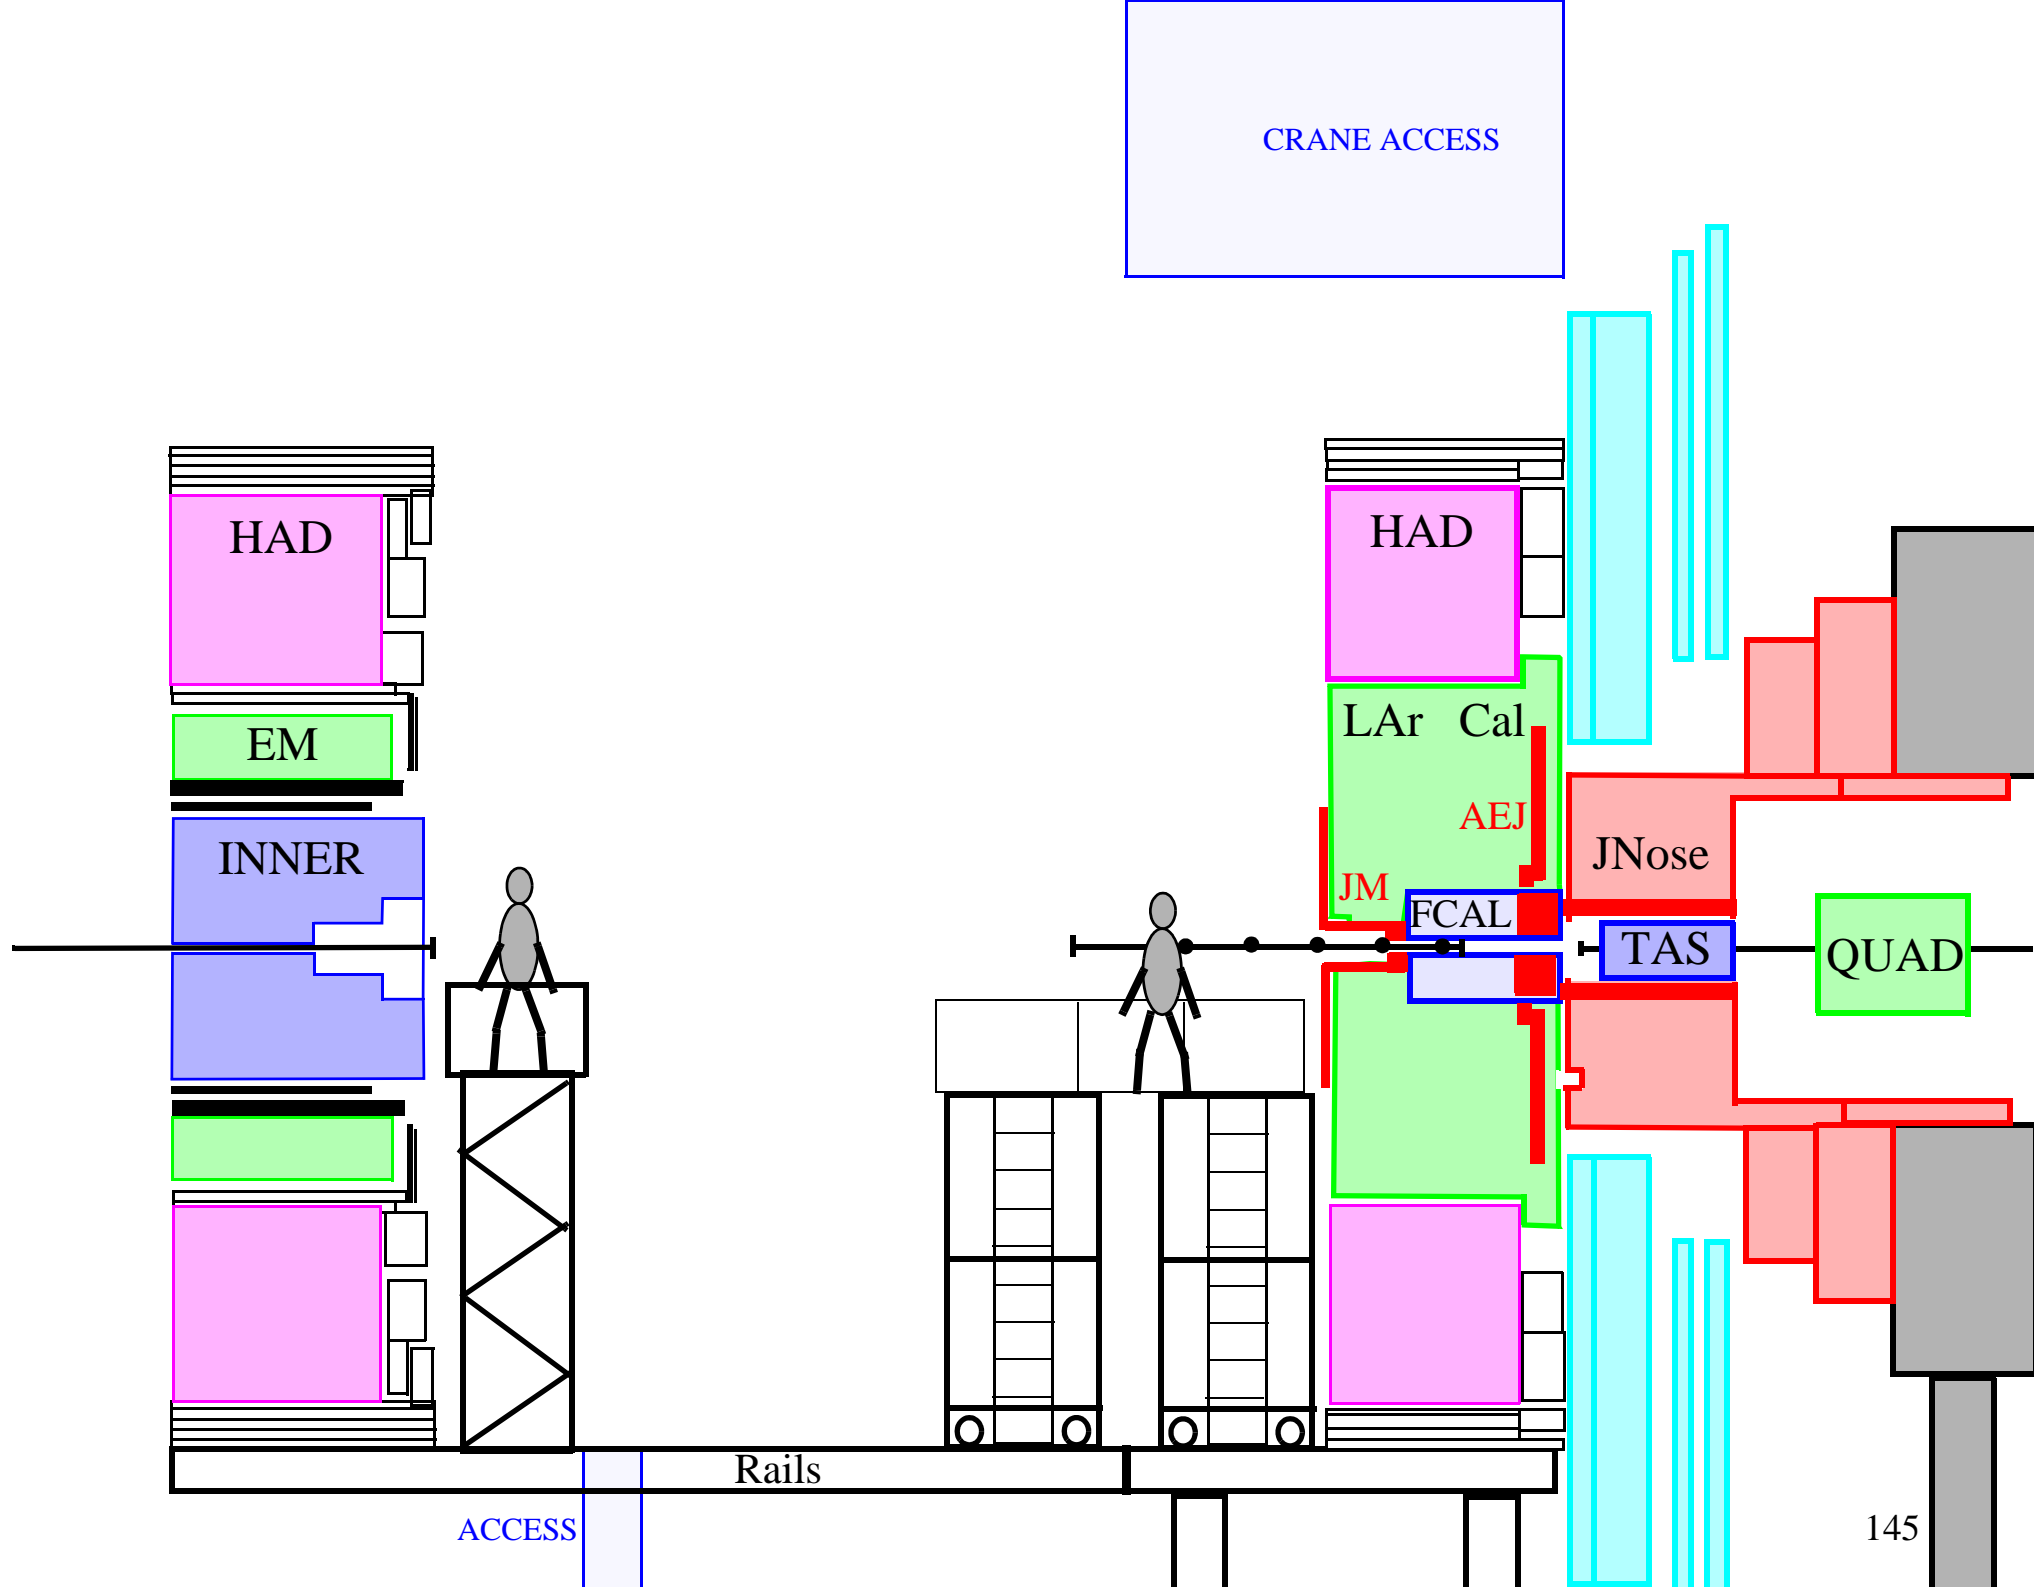 CRANE ACCESS
HAD
HAD
EM
LAr Cal
AEJ
INNER
JNose
JM
FCAL
TAS
QUAD
Rails
ACCESS
145